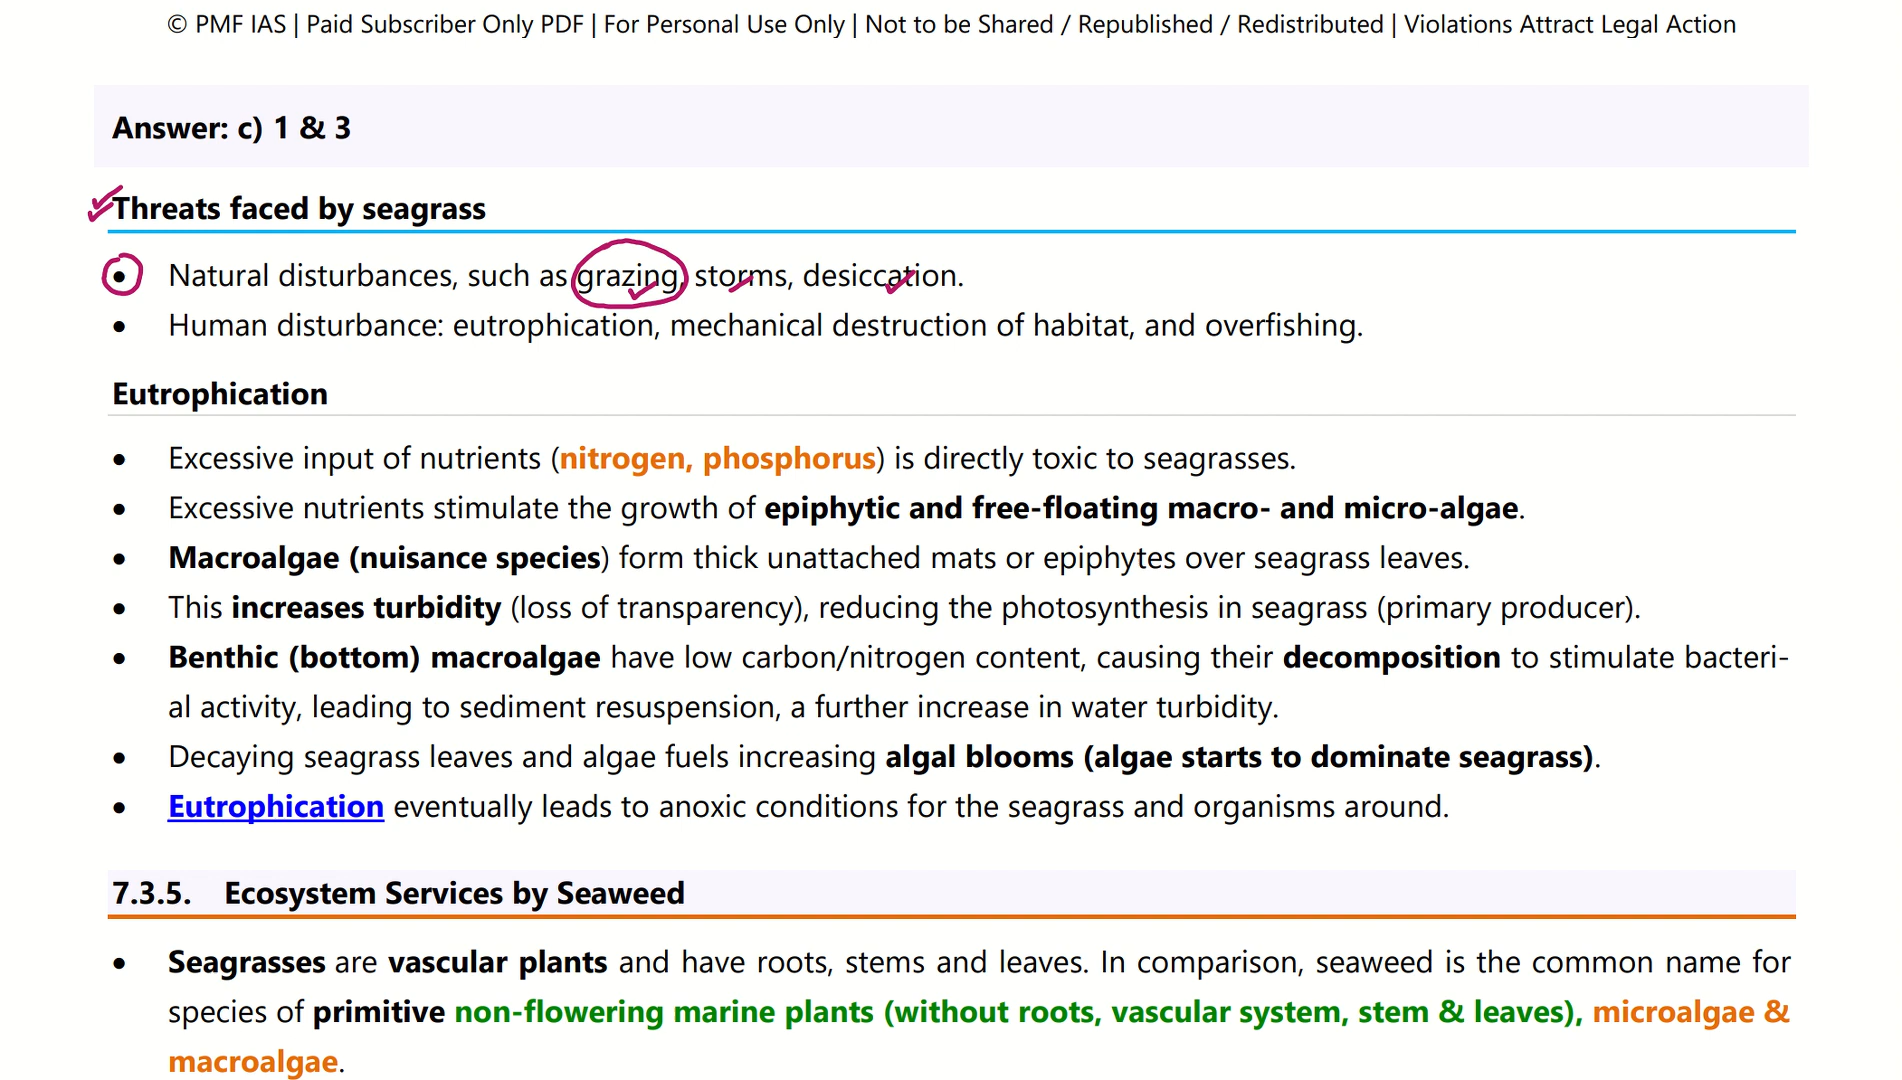 © PMF IAS | Paid Subscriber Only PDF | For Personal Use Only | Not to be Shared / Republished / Redistributed | Violations Attract Legal Action
Answer: c) 1 & 3
Threats faced by seagrass
• Natural disturbances, such as grazing, storms, desiccation.
• Human disturbance: eutrophication, mechanical destruction of habitat, and overfishing.
Eutrophication
• Excessive input of nutrients (nitrogen, phosphorus) is directly toxic to seagrasses.
• Excessive nutrients stimulate the growth of epiphytic and free-floating macro- and micro-algae.
• Macroalgae (nuisance species) form thick unattached mats or epiphytes over seagrass leaves.
• This increases turbidity (loss of transparency), reducing the photosynthesis in seagrass (primary producer).
• Benthic (bottom) macroalgae have low carbon/nitrogen content, causing their decomposition to stimulate bacteri-
al activity, leading to sediment resuspension, a further increase in water turbidity.
• Decaying seagrass leaves and algae fuels increasing algal blooms (algae starts to dominate seagrass).
• Eutrophication eventually leads to anoxic conditions for the seagrass and organisms around.
7.3.5. Ecosystem Services by Seaweed
• Seagrasses are vascular plants and have roots, stems and leaves. In comparison, seaweed is the common name for
species of primitive non-flowering marine plants (without roots, vascular system, stem & leaves), microalgae &
macroalgae.